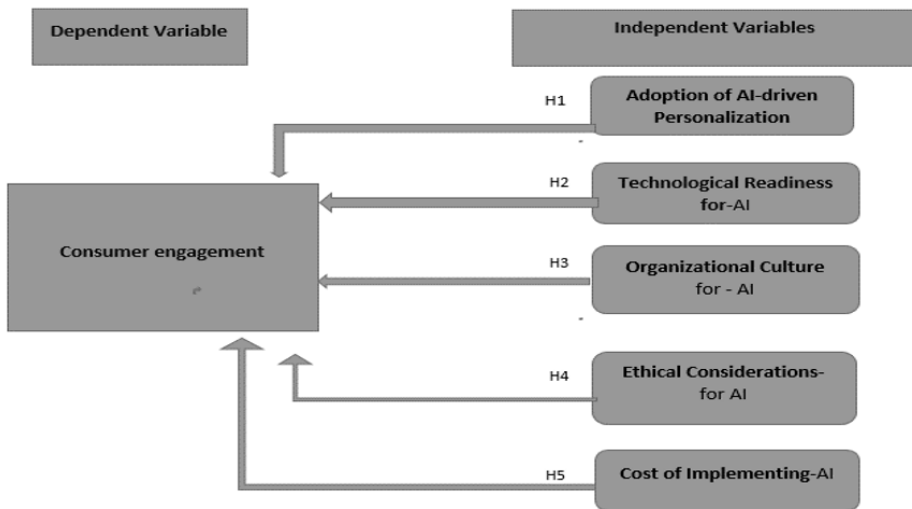 Dependent Variable
Independent Variables
H1
Adoption of AI-driven
Personalization
H2
Technological Readiness
for-AI
Consumer engagement
H3
Organizational Culture
for - AI
H4
Ethical Considerations-
for AI
H5
Cost of Implementing-AI